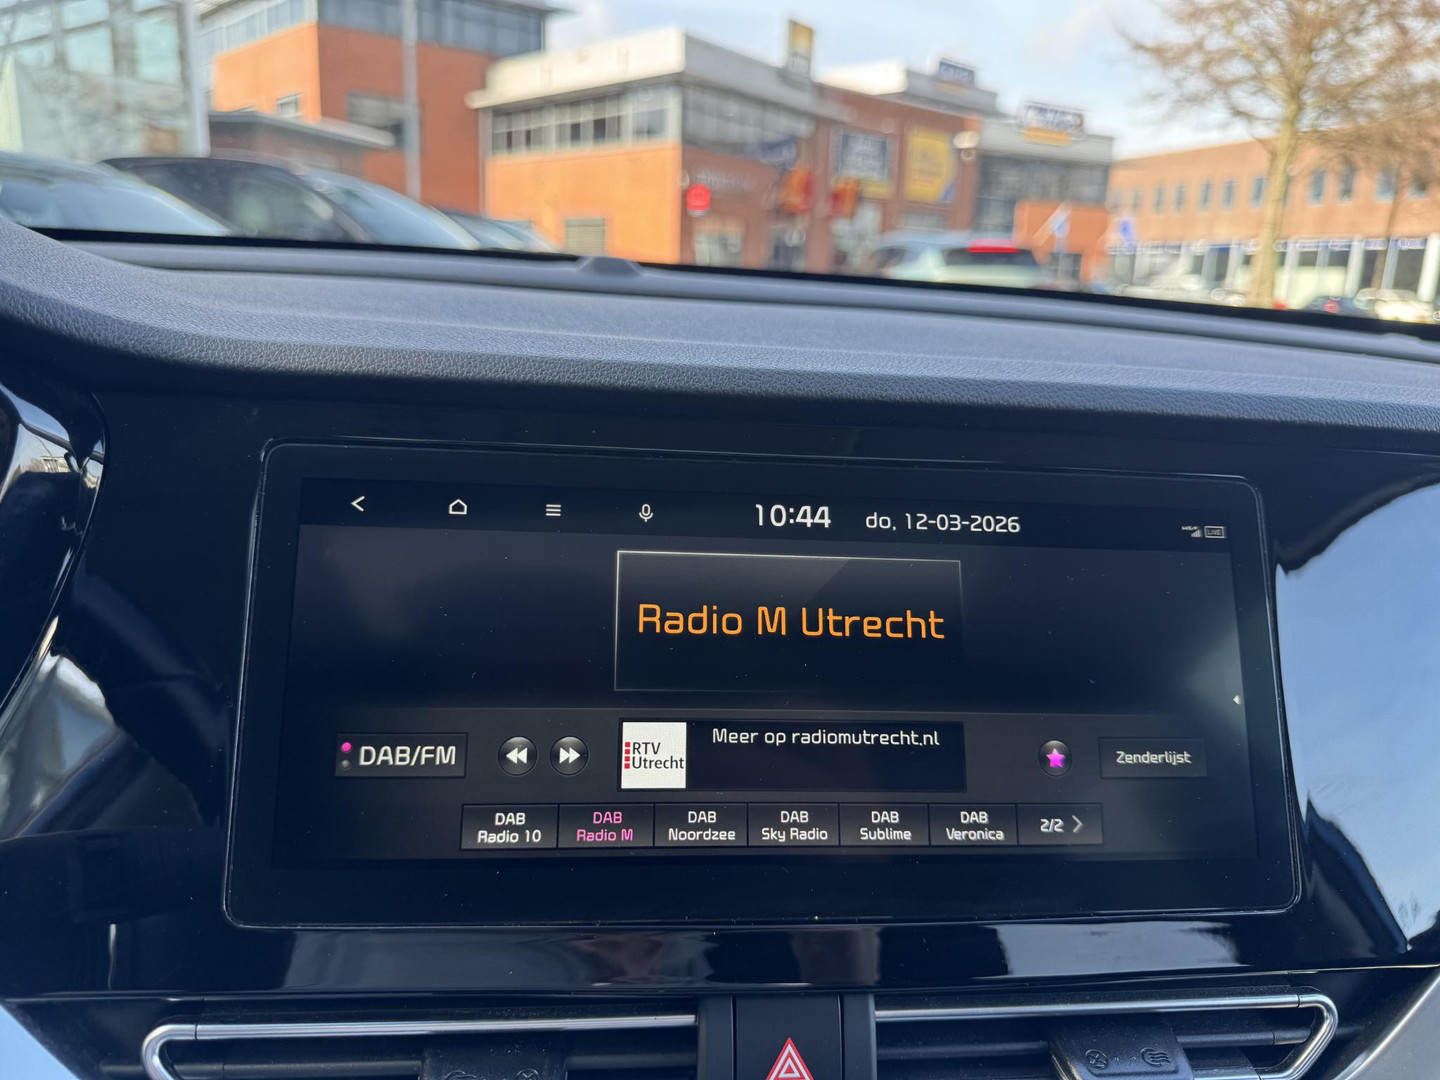 10:44 do, 12-03-2026
LIVE
Radio M Utrecht
DAB/FM
RTV
Utrecht
Meer op radiomutrecht.nl
Zenderlijst
DAB
Radio 10
DAB
Radio M
DAB
Noordzee
DAB
Sky Radio
DAB
Sublime
DAB
Veronica
2/2